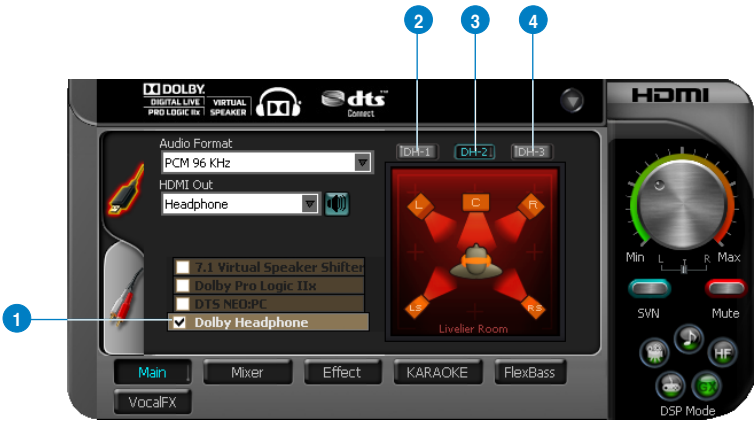 2 3 4
DOLBY
DIGITAL LIVE
PRO LOGIC IIx
VIRTUAL
SPEAKER
dts
Connect
HDMI
Audio Format
PCM 96 KHz
HDMI Out
Headphone
DH-1 DH-2 DH-3
L C R
LS RS
Livelier Room
7.1 Virtual Speaker Shifter
Dolby Pro Logic IIx
DTS NEO:PC
1
Dolby Headphone
Min L R Max
SVN Mute
HF
GX
DSP Mode
Main Mixer Effect KARAOKE FlexBass
VocalFX